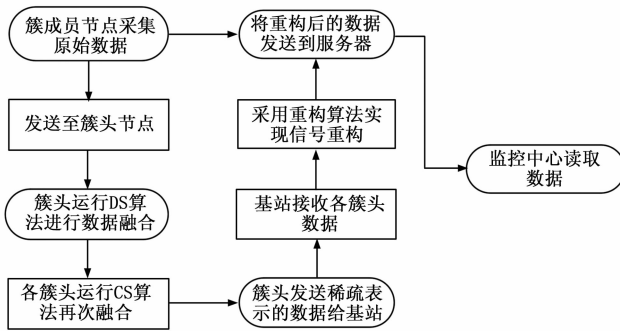 簇成员节点采集
原始数据
发送至簇头节点
簇头运行DS算
法进行数据融合
各簇头运行CS算
法再次融合
簇头发送稀疏表
示的数据给基站
基站接收各簇头
数据
采用重构算法实
现信号重构
将重构后的数据
发送到服务器
监控中心读取
数据